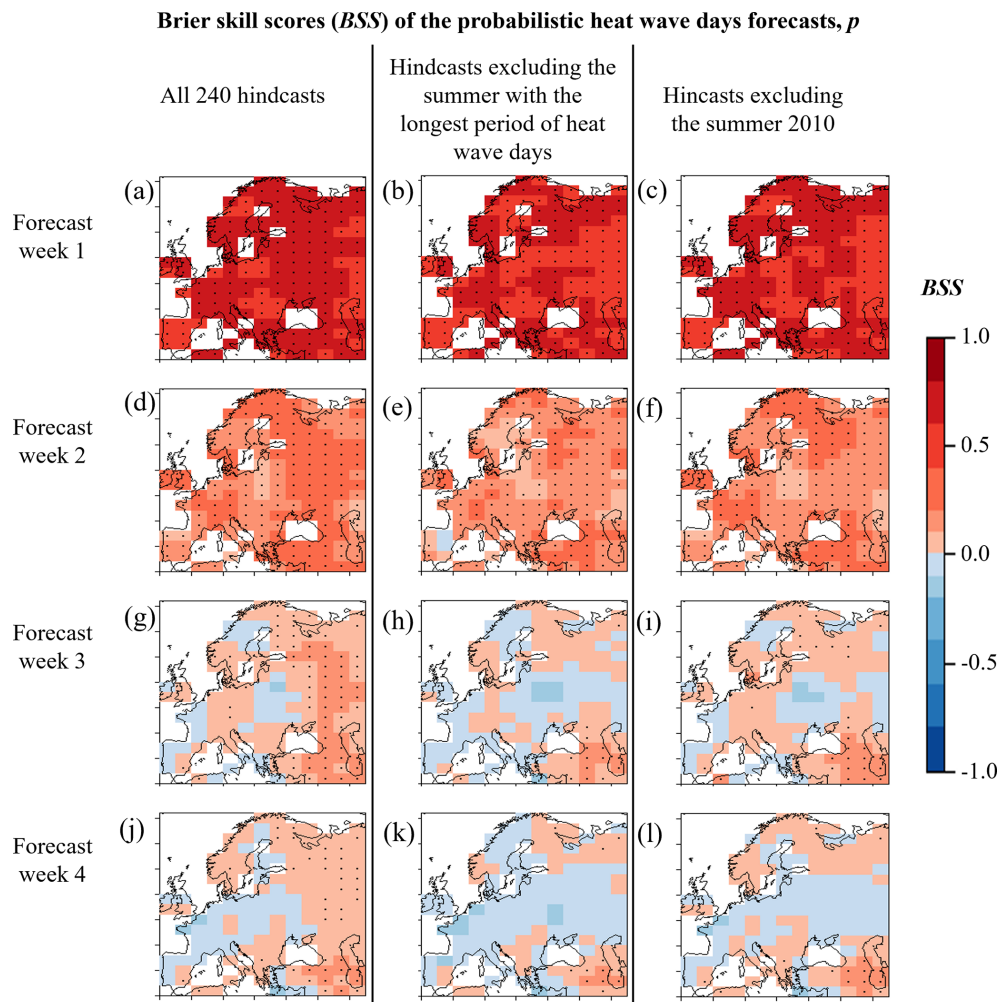 Brier skill scores (BSS) of the probabilistic heat wave days forecasts, p
All 240 hindcasts
Hindcasts excluding the
summer with the
longest period of heat
wave days
Hincasts excluding
the summer 2010
Forecast
week 1
(a)
(b)
(c)
Forecast
week 2
(d)
(e)
(f)
Forecast
week 3
(g)
(h)
(i)
Forecast
week 4
(j)
(k)
(l)
BSS
1.0
0.5
0.0
-0.5
-1.0